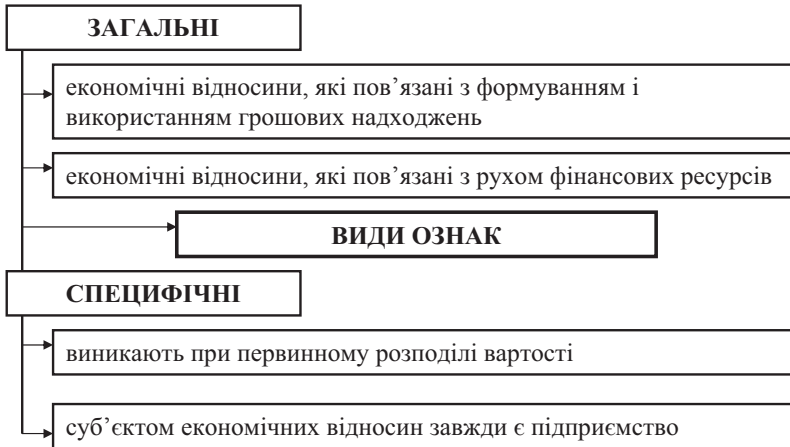 ЗАГАЛЬНІ
економічні відносини, які пов’язані з формуванням і
використанням грошових надходжень
економічні відносини, які пов’язані з рухом фінансових ресурсів
ВИДИ ОЗНАК
СПЕЦИФІЧНІ
виникають при первинному розподілі вартості
суб’єктом економічних відносин завжди є підприємство